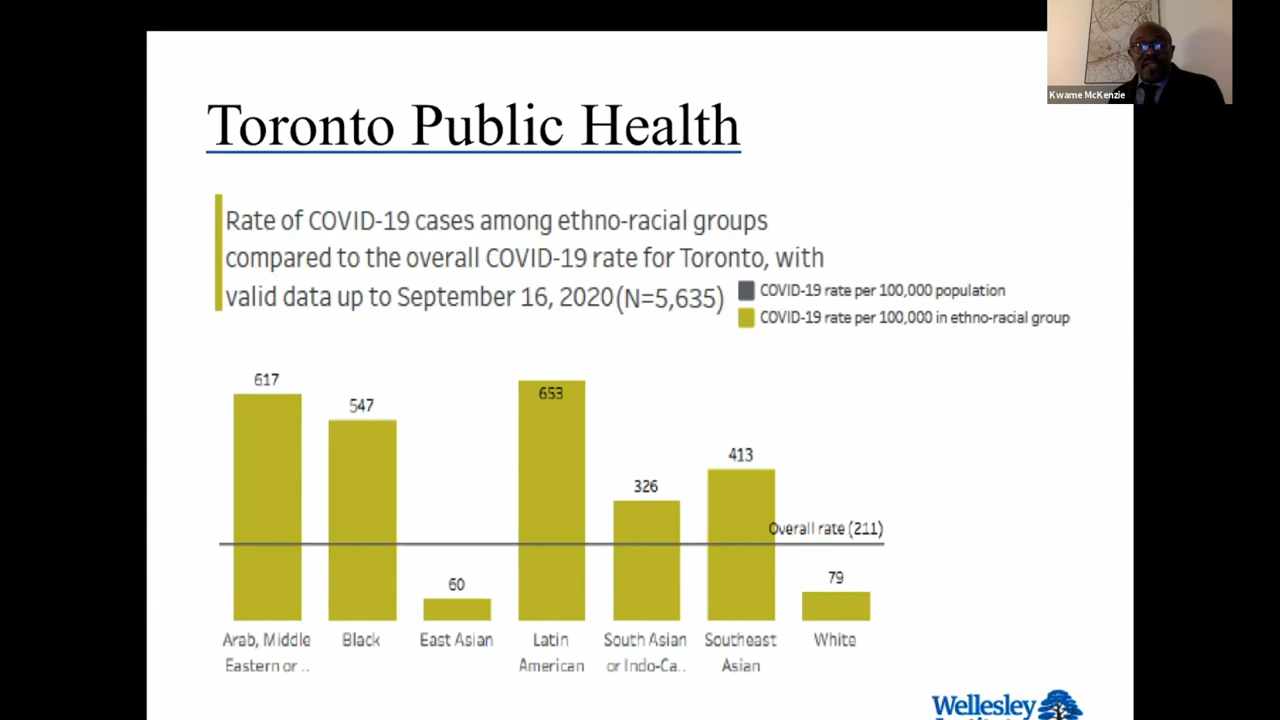 Kwame McKenzie
Toronto Public Health
Rate of COVID-19 cases among ethno-racial groups
compared to the overall COVID-19 rate for Toronto, with
valid data up to September 16, 2020 (N=5,635)
COVID-19 rate per 100,000 population
COVID-19 rate per 100,000 in ethno-racial group
617
547
60
653
326
413
79
Overall rate (211)
Arab, Middle
Eastern or ..
Black
East Asian
Latin
American
South Asian
or Indo-Ca..
Southeast
Asian
White
Wellesley